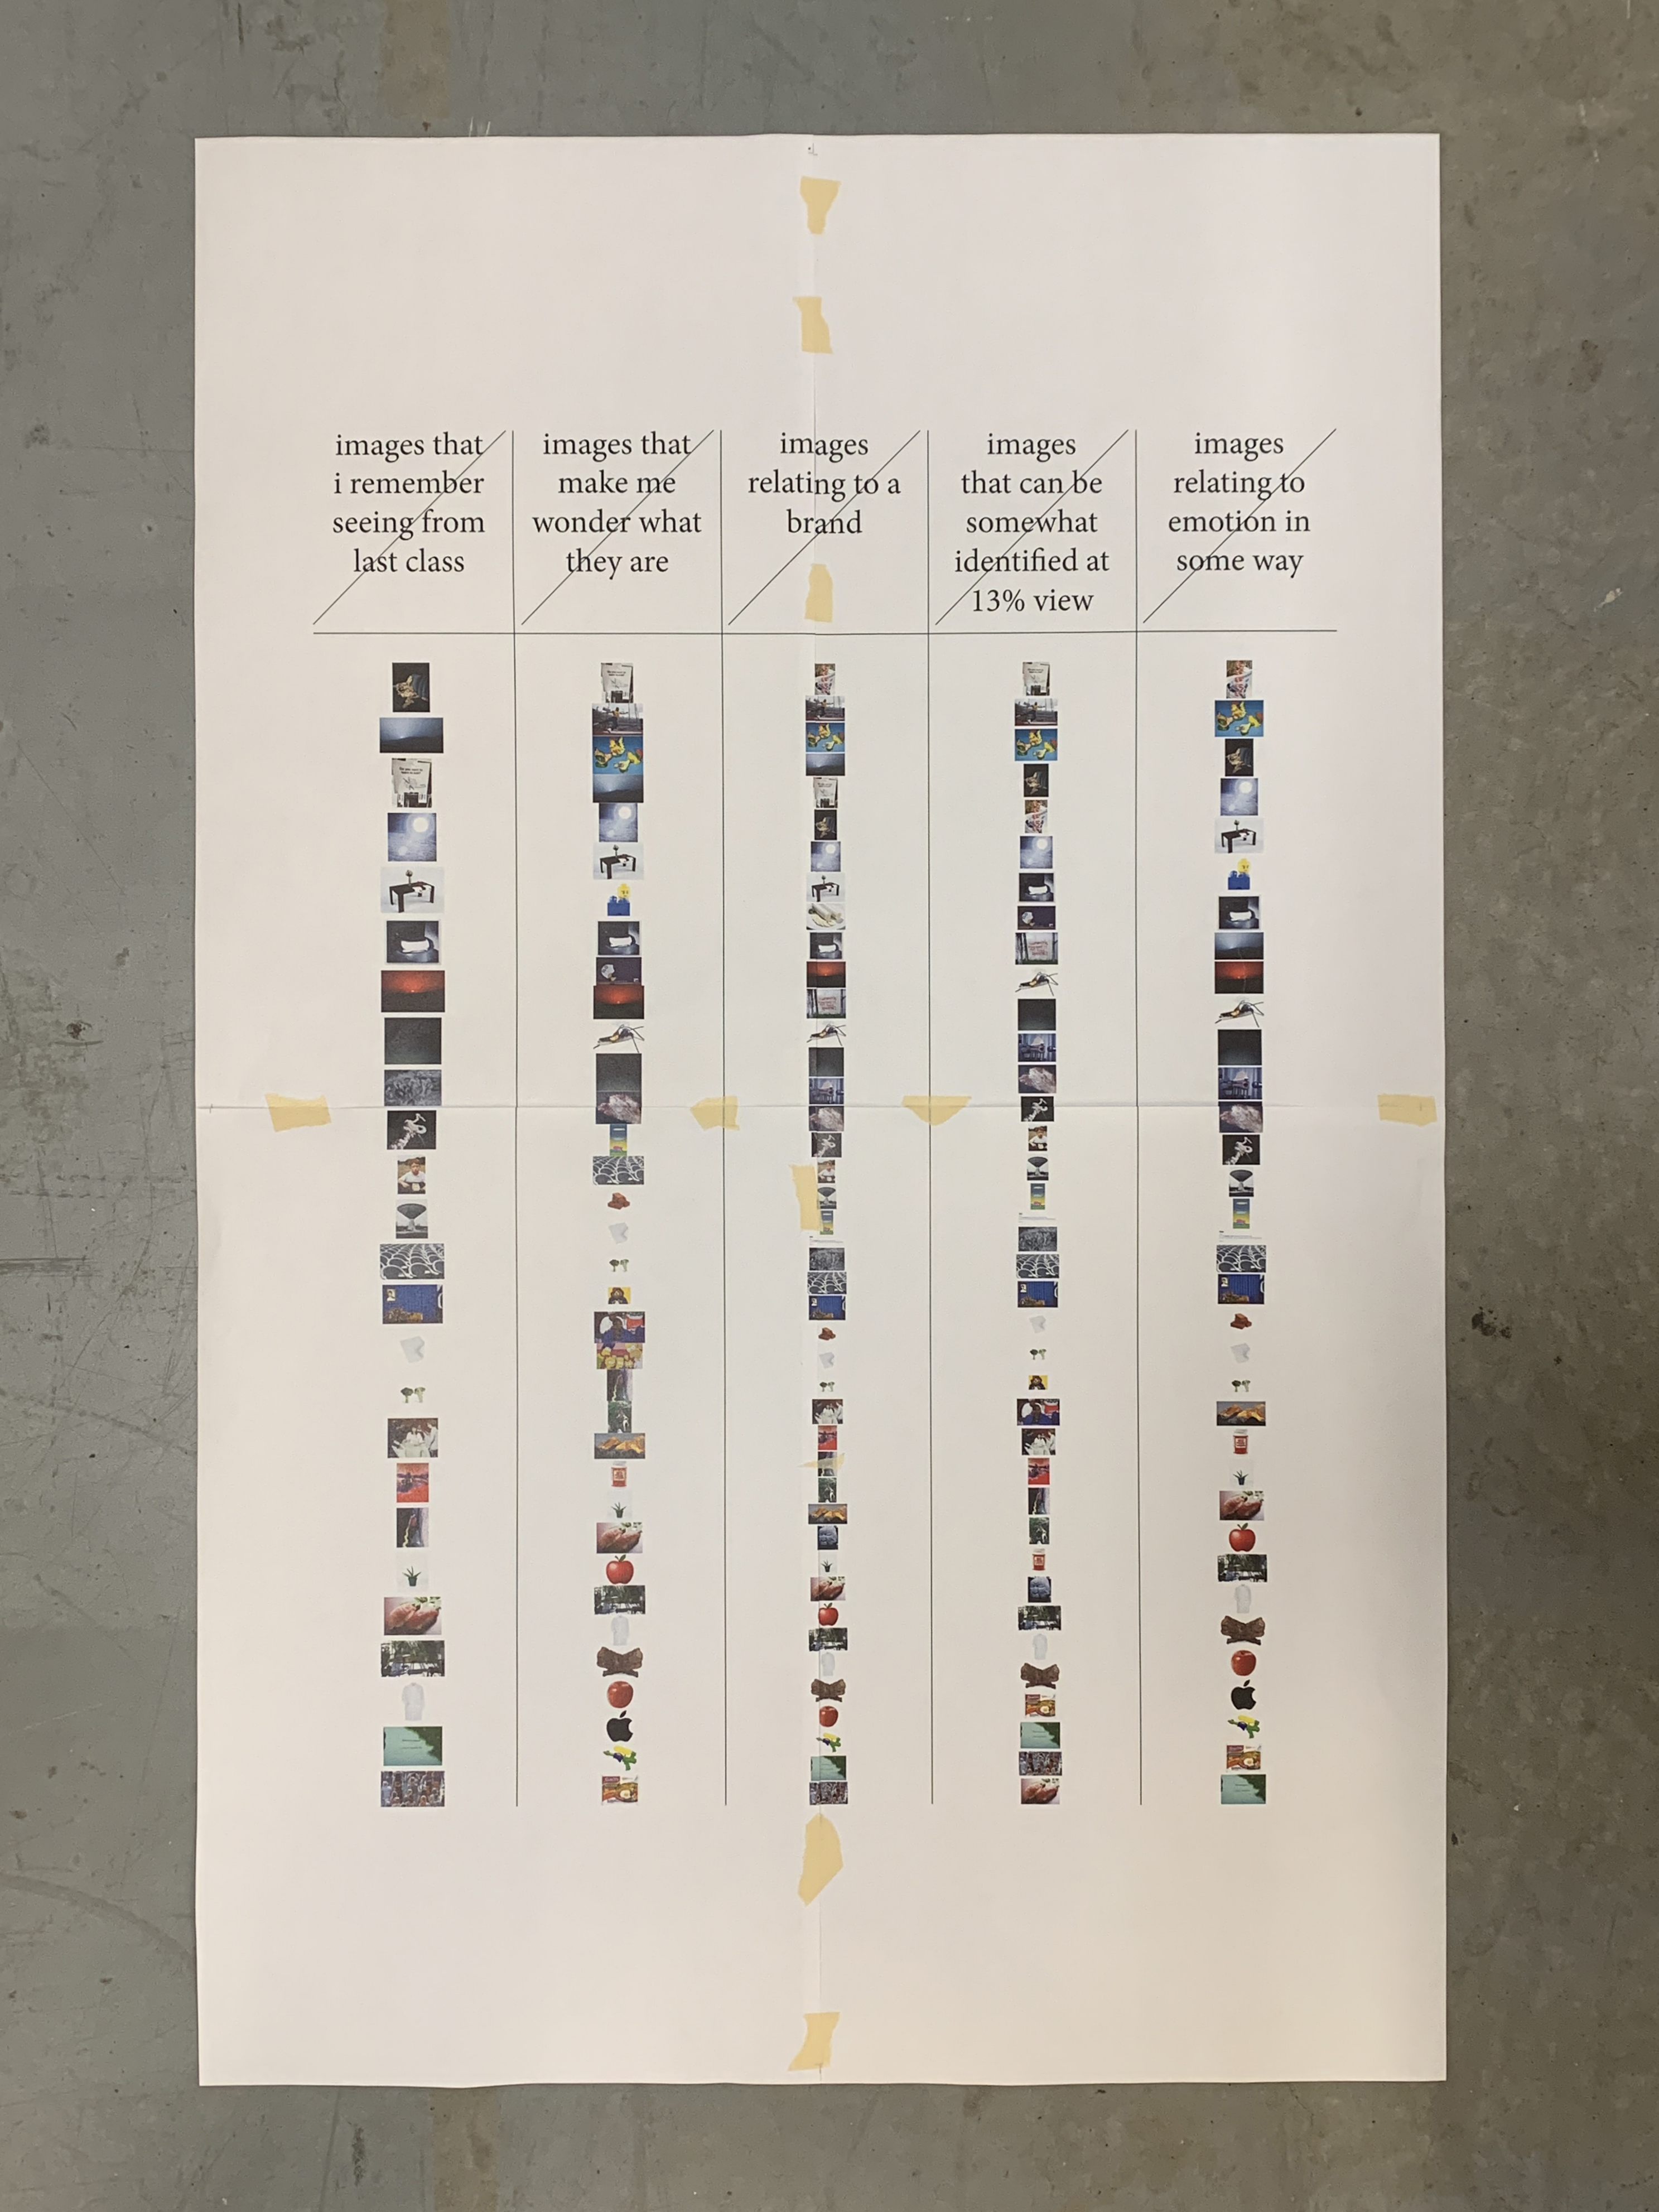 images that
i remember
seeing from
last class
images that
make me
wonder what
they are
images
relating to a
brand
images
that can be
somewhat
identified at
13% view
images
relating to
emotion in
some way